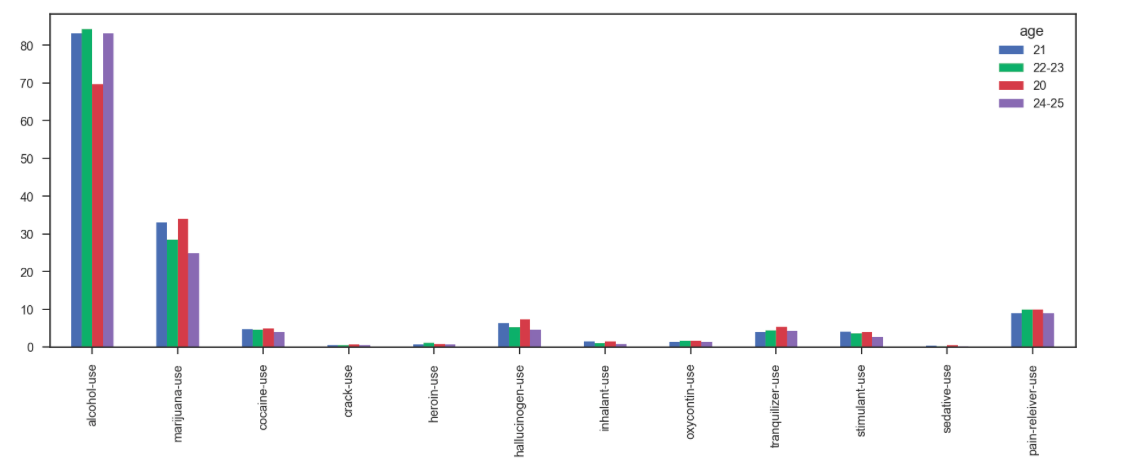 age
21
22-23
20
24-25
80
70
60
50
40
30
20
10
0
alcohol-use
marijuana-use
cocaine-use
crack-use
heroin-use
hallucinogen-use
inhalant-use
oxycontin-use
tranquilizer-use
stimulant-use
sedative-use
pain-releiver-use